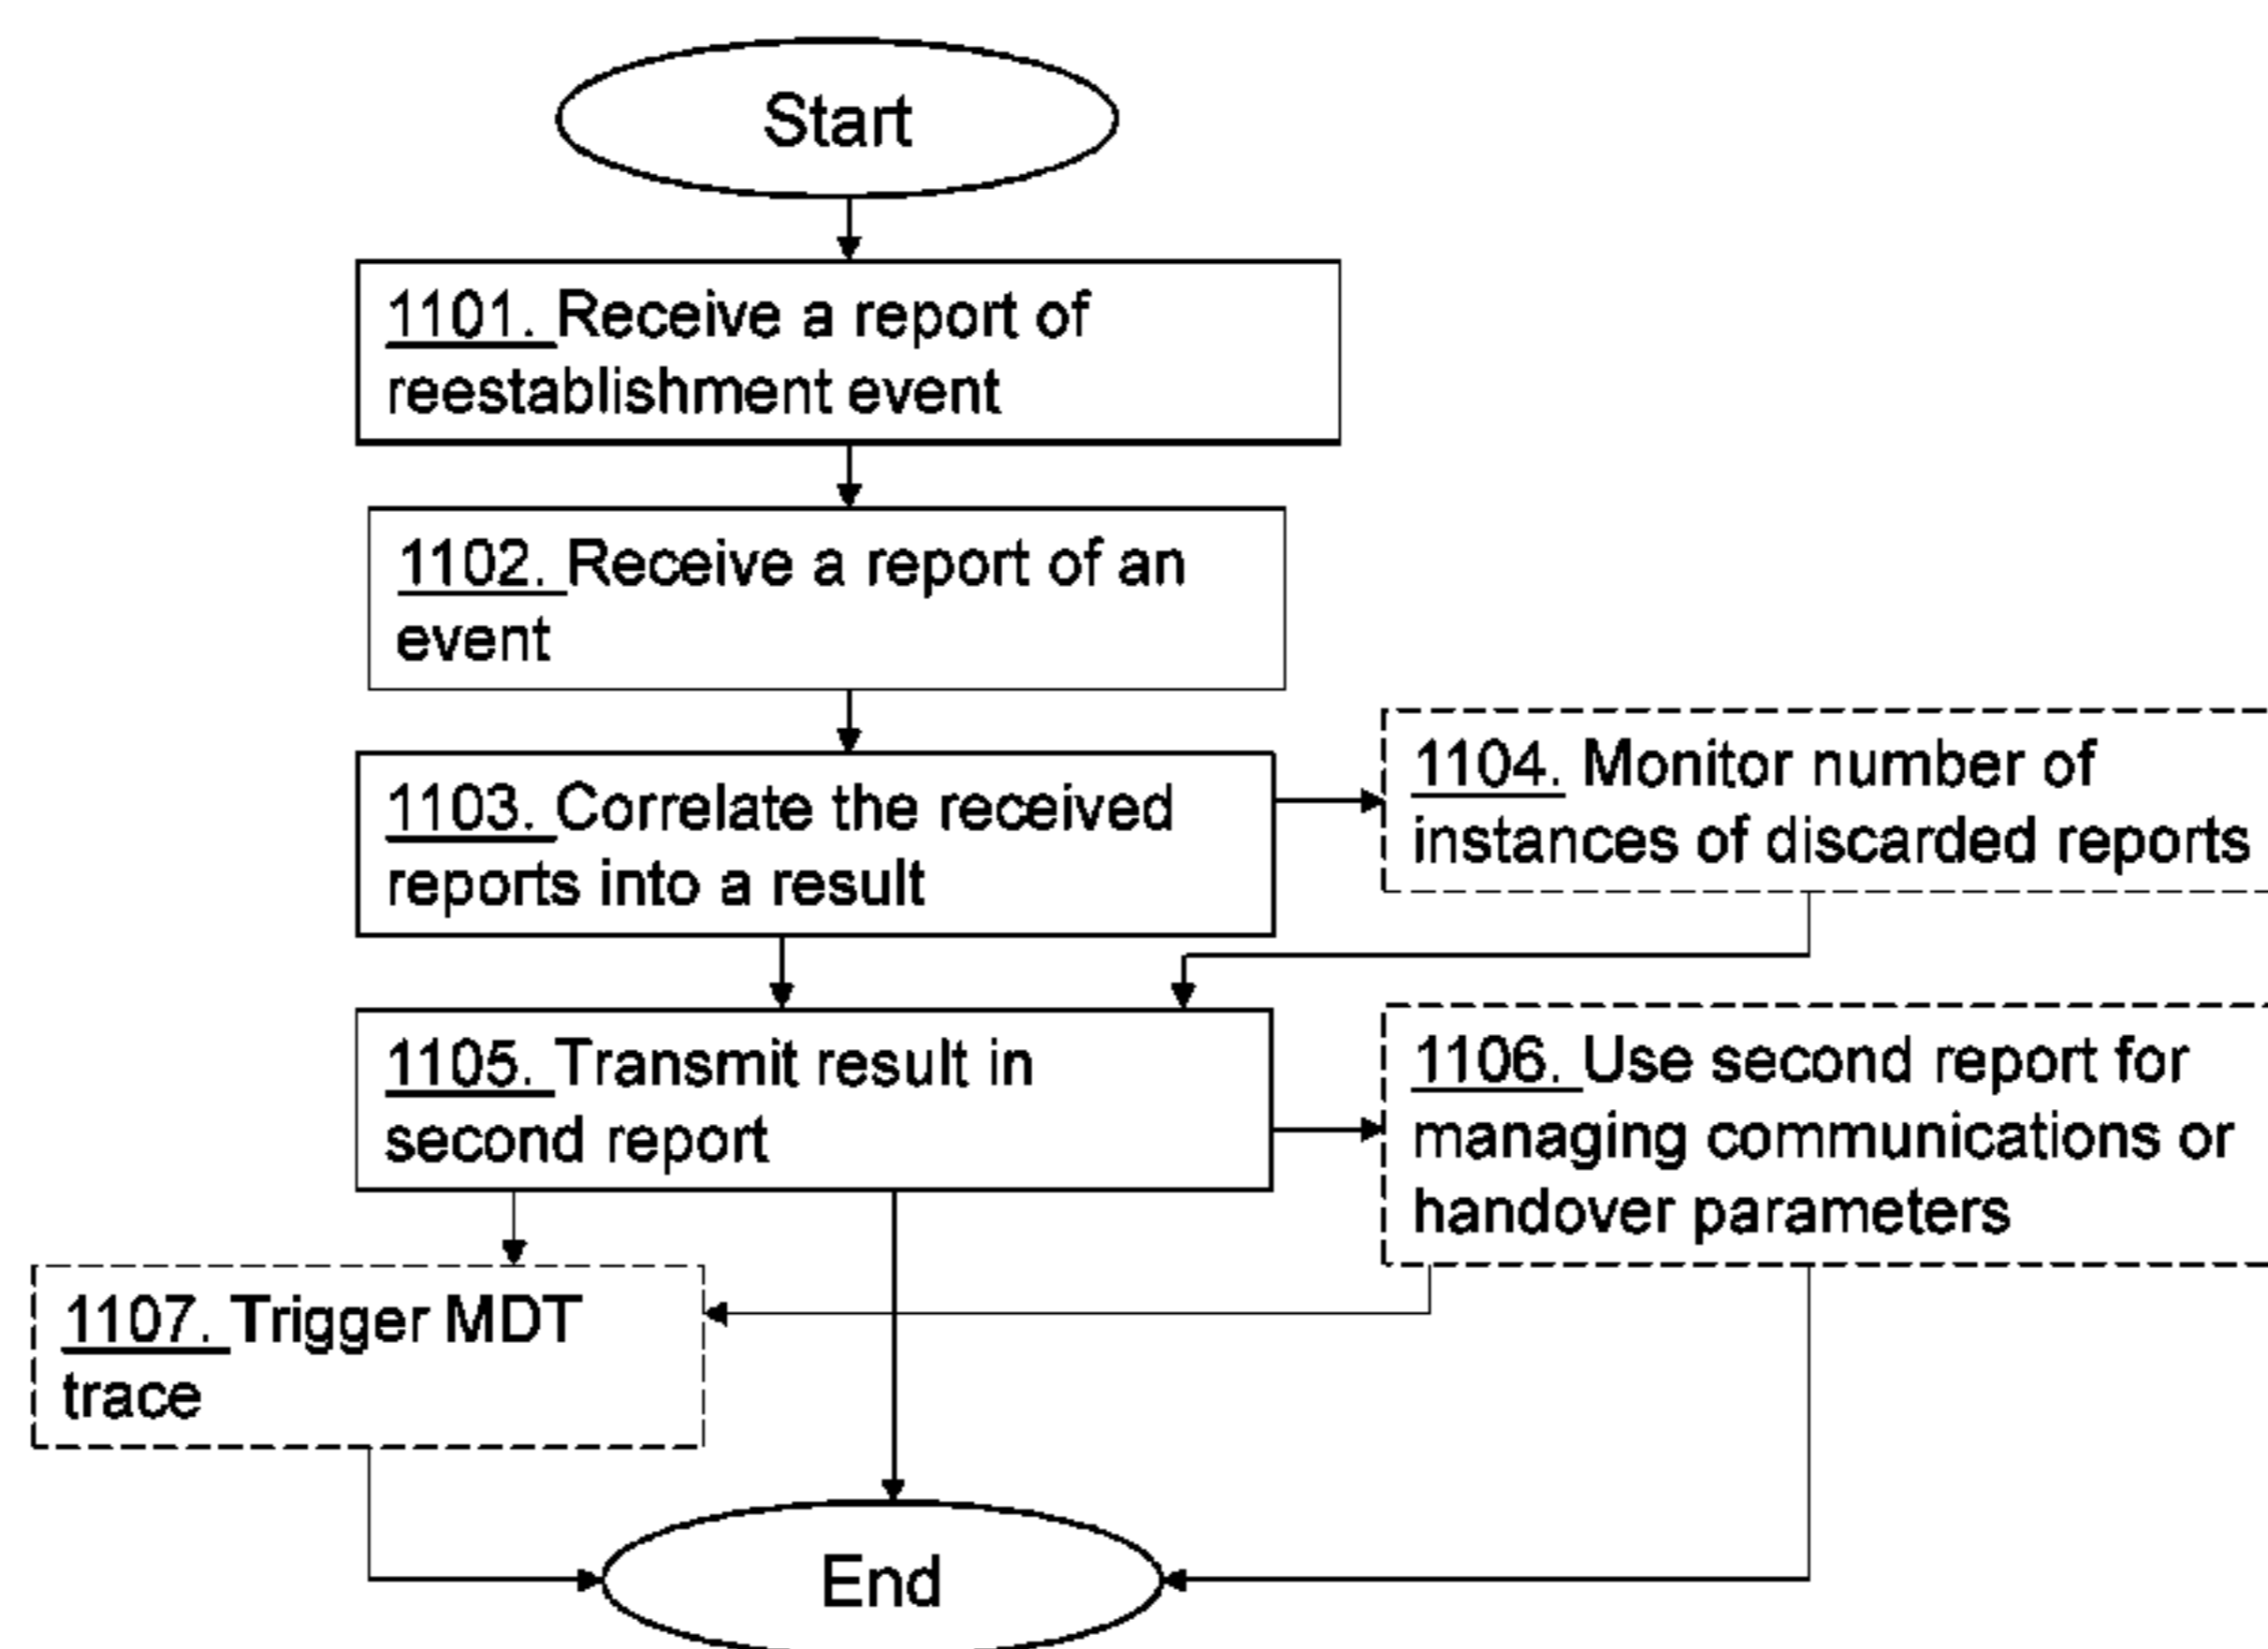 Start
1101. Receive a report of
reestablishment event
1102. Receive a report of an
event
1103. Correlate the received
reports into a result
1104. Monitor number of
instances of discarded reports
1105. Transmit result in
second report
1106. Use second report for
managing communications or
handover parameters
1107. Trigger MDT
trace
End